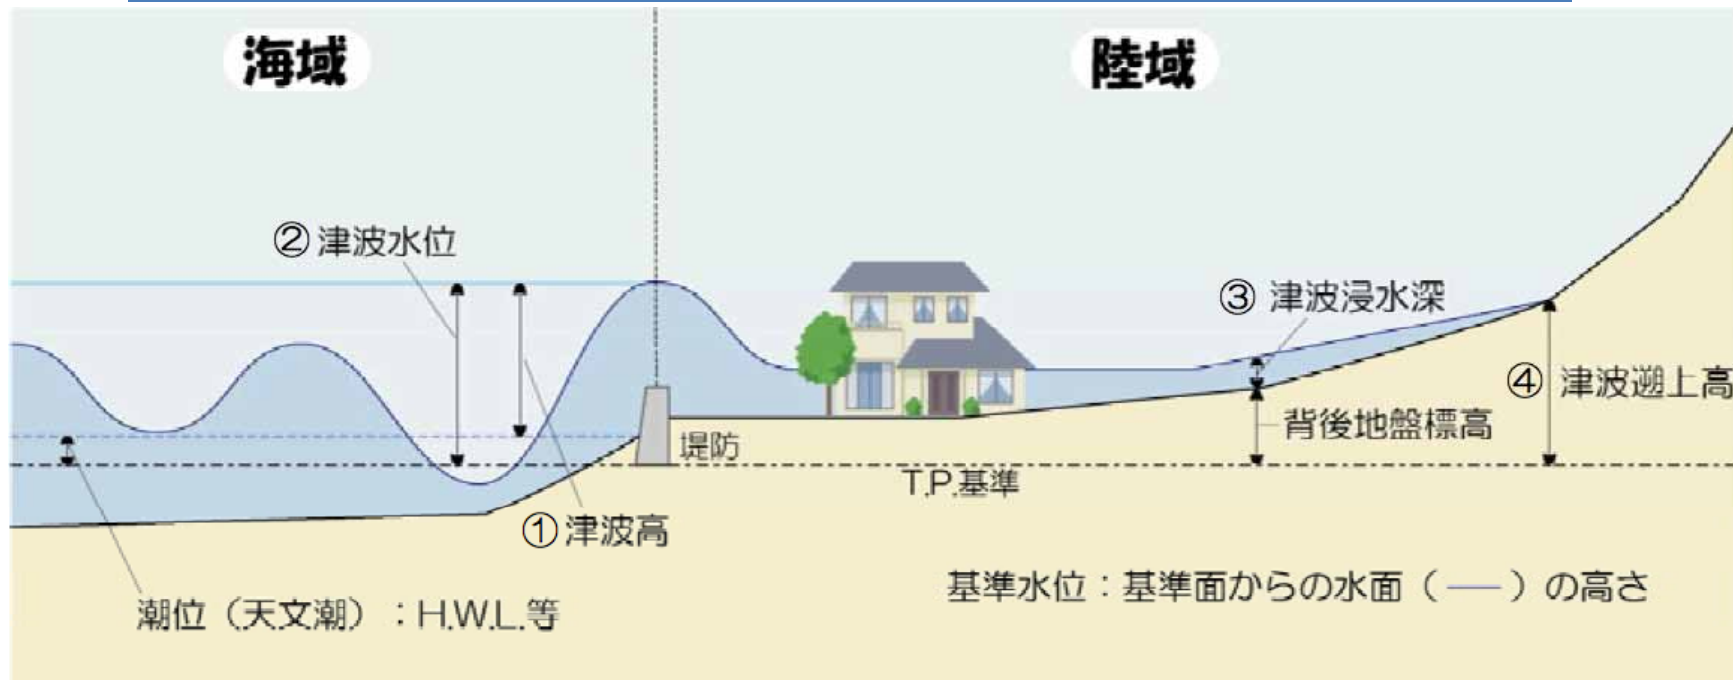 海域
陸域
②津波水位
③ 津波浸水深
④ 津波遡上高
背後地盤標高
堤防
T.P.基準
①津波高
基準水位：基準面からの水面（──）の高さ
潮位（天文潮）：H.W.L.等